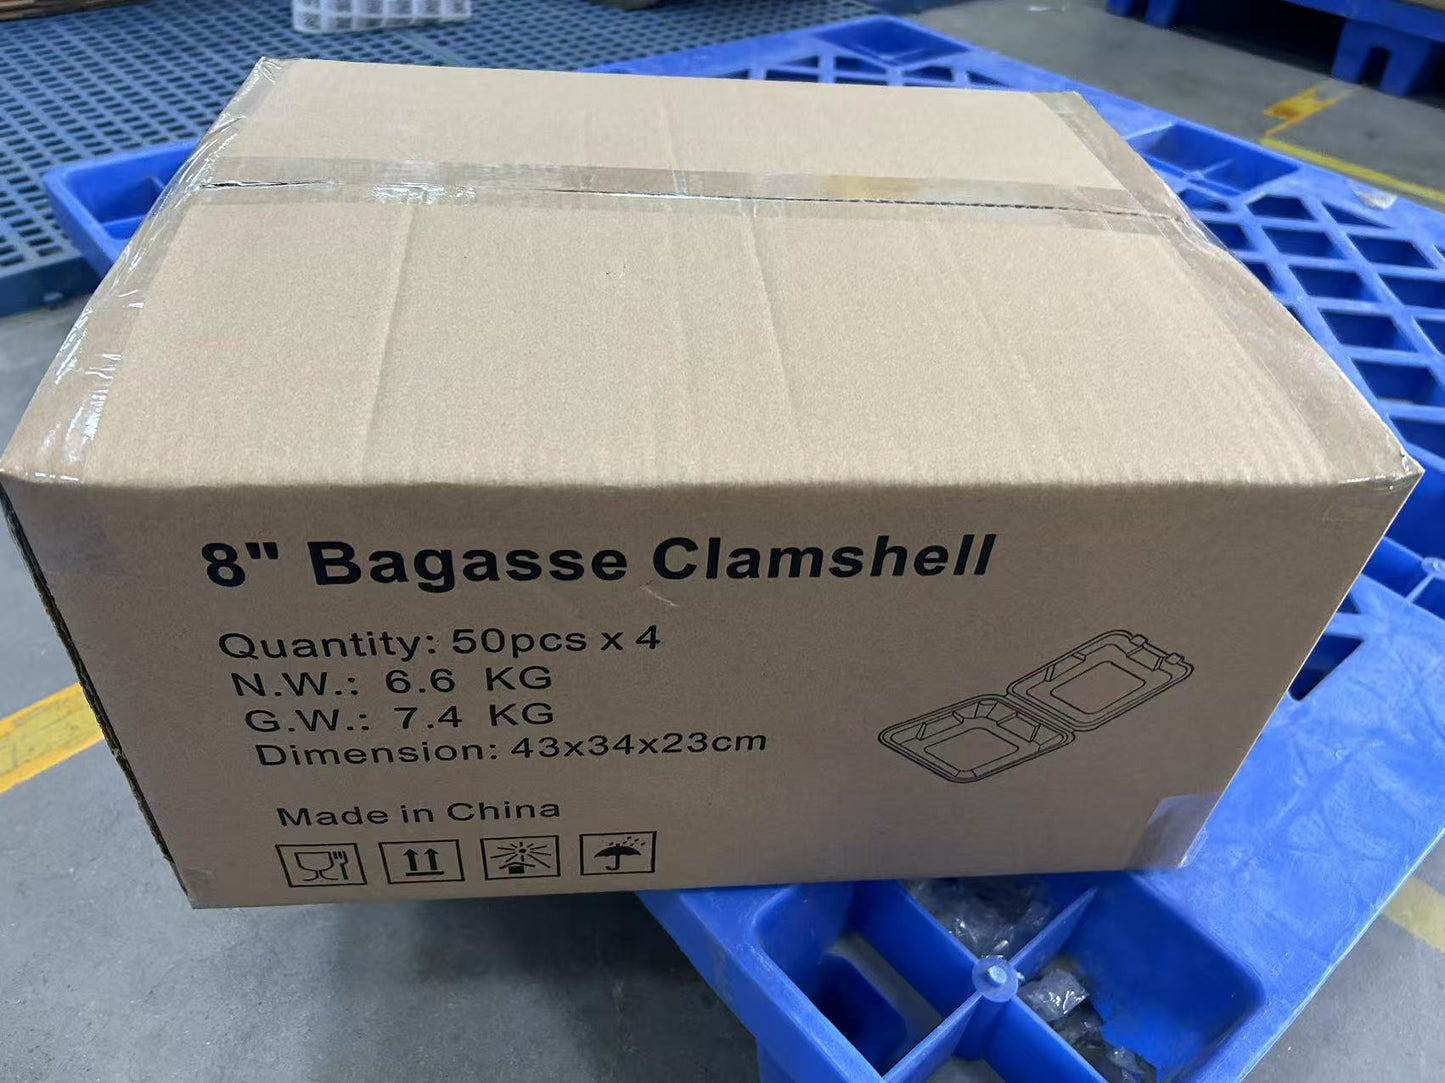 8" Bagasse Clamshell
Quantity: 50pcs x 4
N.W.: 6.6 KG
G.W.: 7.4 KG
Dimension: 43x34x23cm
Made in China